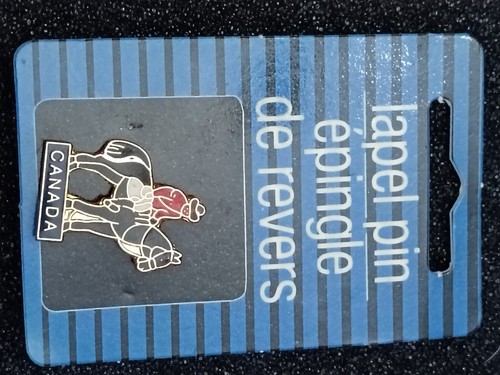 lapel pin
épingle
de revers
CANADA